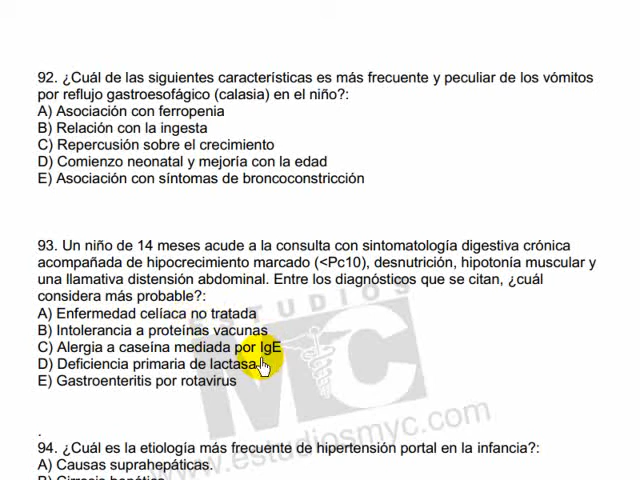 92. ¿Cuál de las siguientes características es más frecuente y peculiar de los vómitos
por reflujo gastroesofágico (calasia) en el niño?:
A) Asociación con ferropenia
B) Relación con la ingesta
C) Repercusión sobre el crecimiento
D) Comienzo neonatal y mejoría con la edad
E) Asociación con síntomas de broncoconstricción
93. Un niño de 14 meses acude a la consulta con sintomatología digestiva crónica
acompañada de hipocrecimiento marcado (<Pc10), desnutrición, hipotonía muscular y
una llamativa distensión abdominal. Entre los diagnósticos que se citan, ¿cuál
considera más probable?:
A) Enfermedad celíaca no tratada
B) Intolerancia a proteínas vacunas
C) Alergia a caseína mediada por IgE
D) Deficiencia primaria de lactasa
E) Gastroenteritis por rotavirus
ESTUDIOS
MC
www.estudiosmyc.com
.
94. ¿Cuál es la etiología más frecuente de hipertensión portal en la infancia?:
A) Causas suprahepáticas.
B) Cirrosis hepática